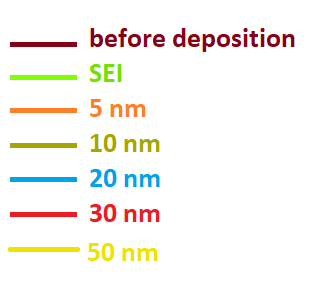 before deposition
SEI
5 nm
10 nm
20 nm
30 nm
50 nm